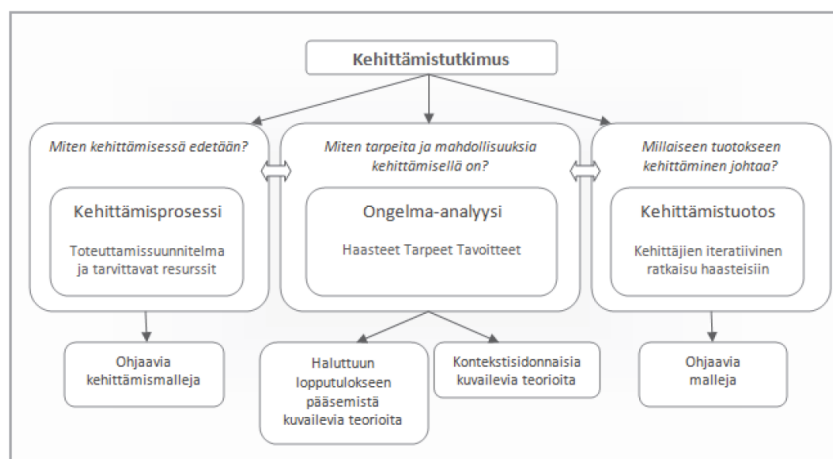 Kehittämistutkimus
Miten kehittämisessä edetään?
Kehittämisprosessi
Toteuttamissuunnitelma
ja tarvittavat resurssit
Miten tarpeita ja mahdollisuuksia
kehittämisellä on?
Ongelma-analyysi
Haasteet Tarpeet Tavoitteet
Millaiseen tuotokseen
kehittäminen johtaa?
Kehittämistuotos
Kehittäjien iteratiivinen
ratkaisu haasteisiin
Ohjaavia
kehittämismalleja
Haluttuun
lopputulokseen
pääsemistä
kuvailevia teorioita
Kontekstisidonnaisia
kuvailevia teorioita
Ohjaavia
malleja